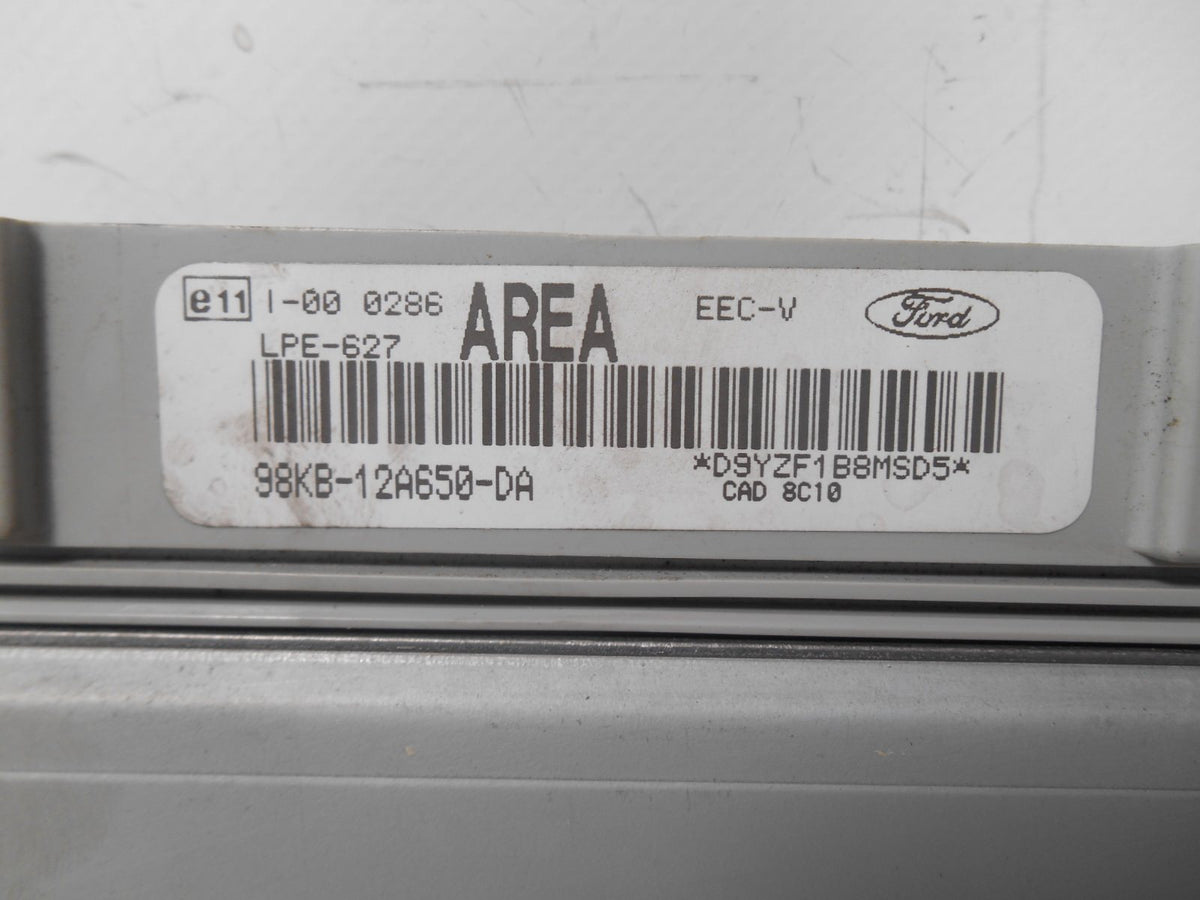 e11 I-00 0286 AREA EEC-V Ford
LPE-627
98KB-12A650-DA *D9YZF1B8MSD5*
CAD 8C10